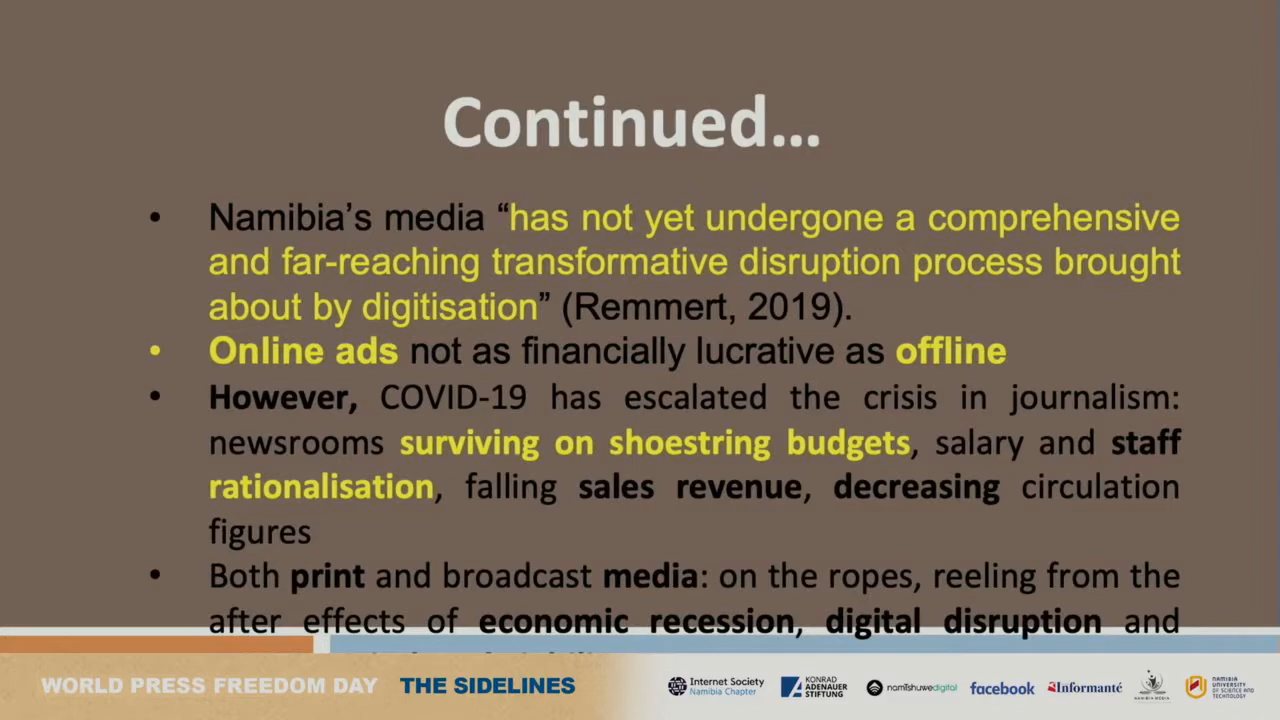 Continued...
• Namibia’s media “has not yet undergone a comprehensive
and far-reaching transformative disruption process brought
about by digitisation” (Remmert, 2019).
• Online ads not as financially lucrative as offline
• However, COVID-19 has escalated the crisis in journalism:
newsrooms surviving on shoestring budgets, salary and staff
rationalisation, falling sales revenue, decreasing circulation
figures
• Both print and broadcast media: on the ropes, reeling from the
after effects of economic recession, digital disruption and
WORLD PRESS FREEDOM DAY THE SIDELINES
Internet Society
Namibia Chapter
KONRAD
ADENAUER
STIFTUNG
namtshuwedigital
facebook
Informanté
NAMIBIA MEDIA
NAMIBIA
UNIVERSITY
OF SCIENCE AND
TECHNOLOGY